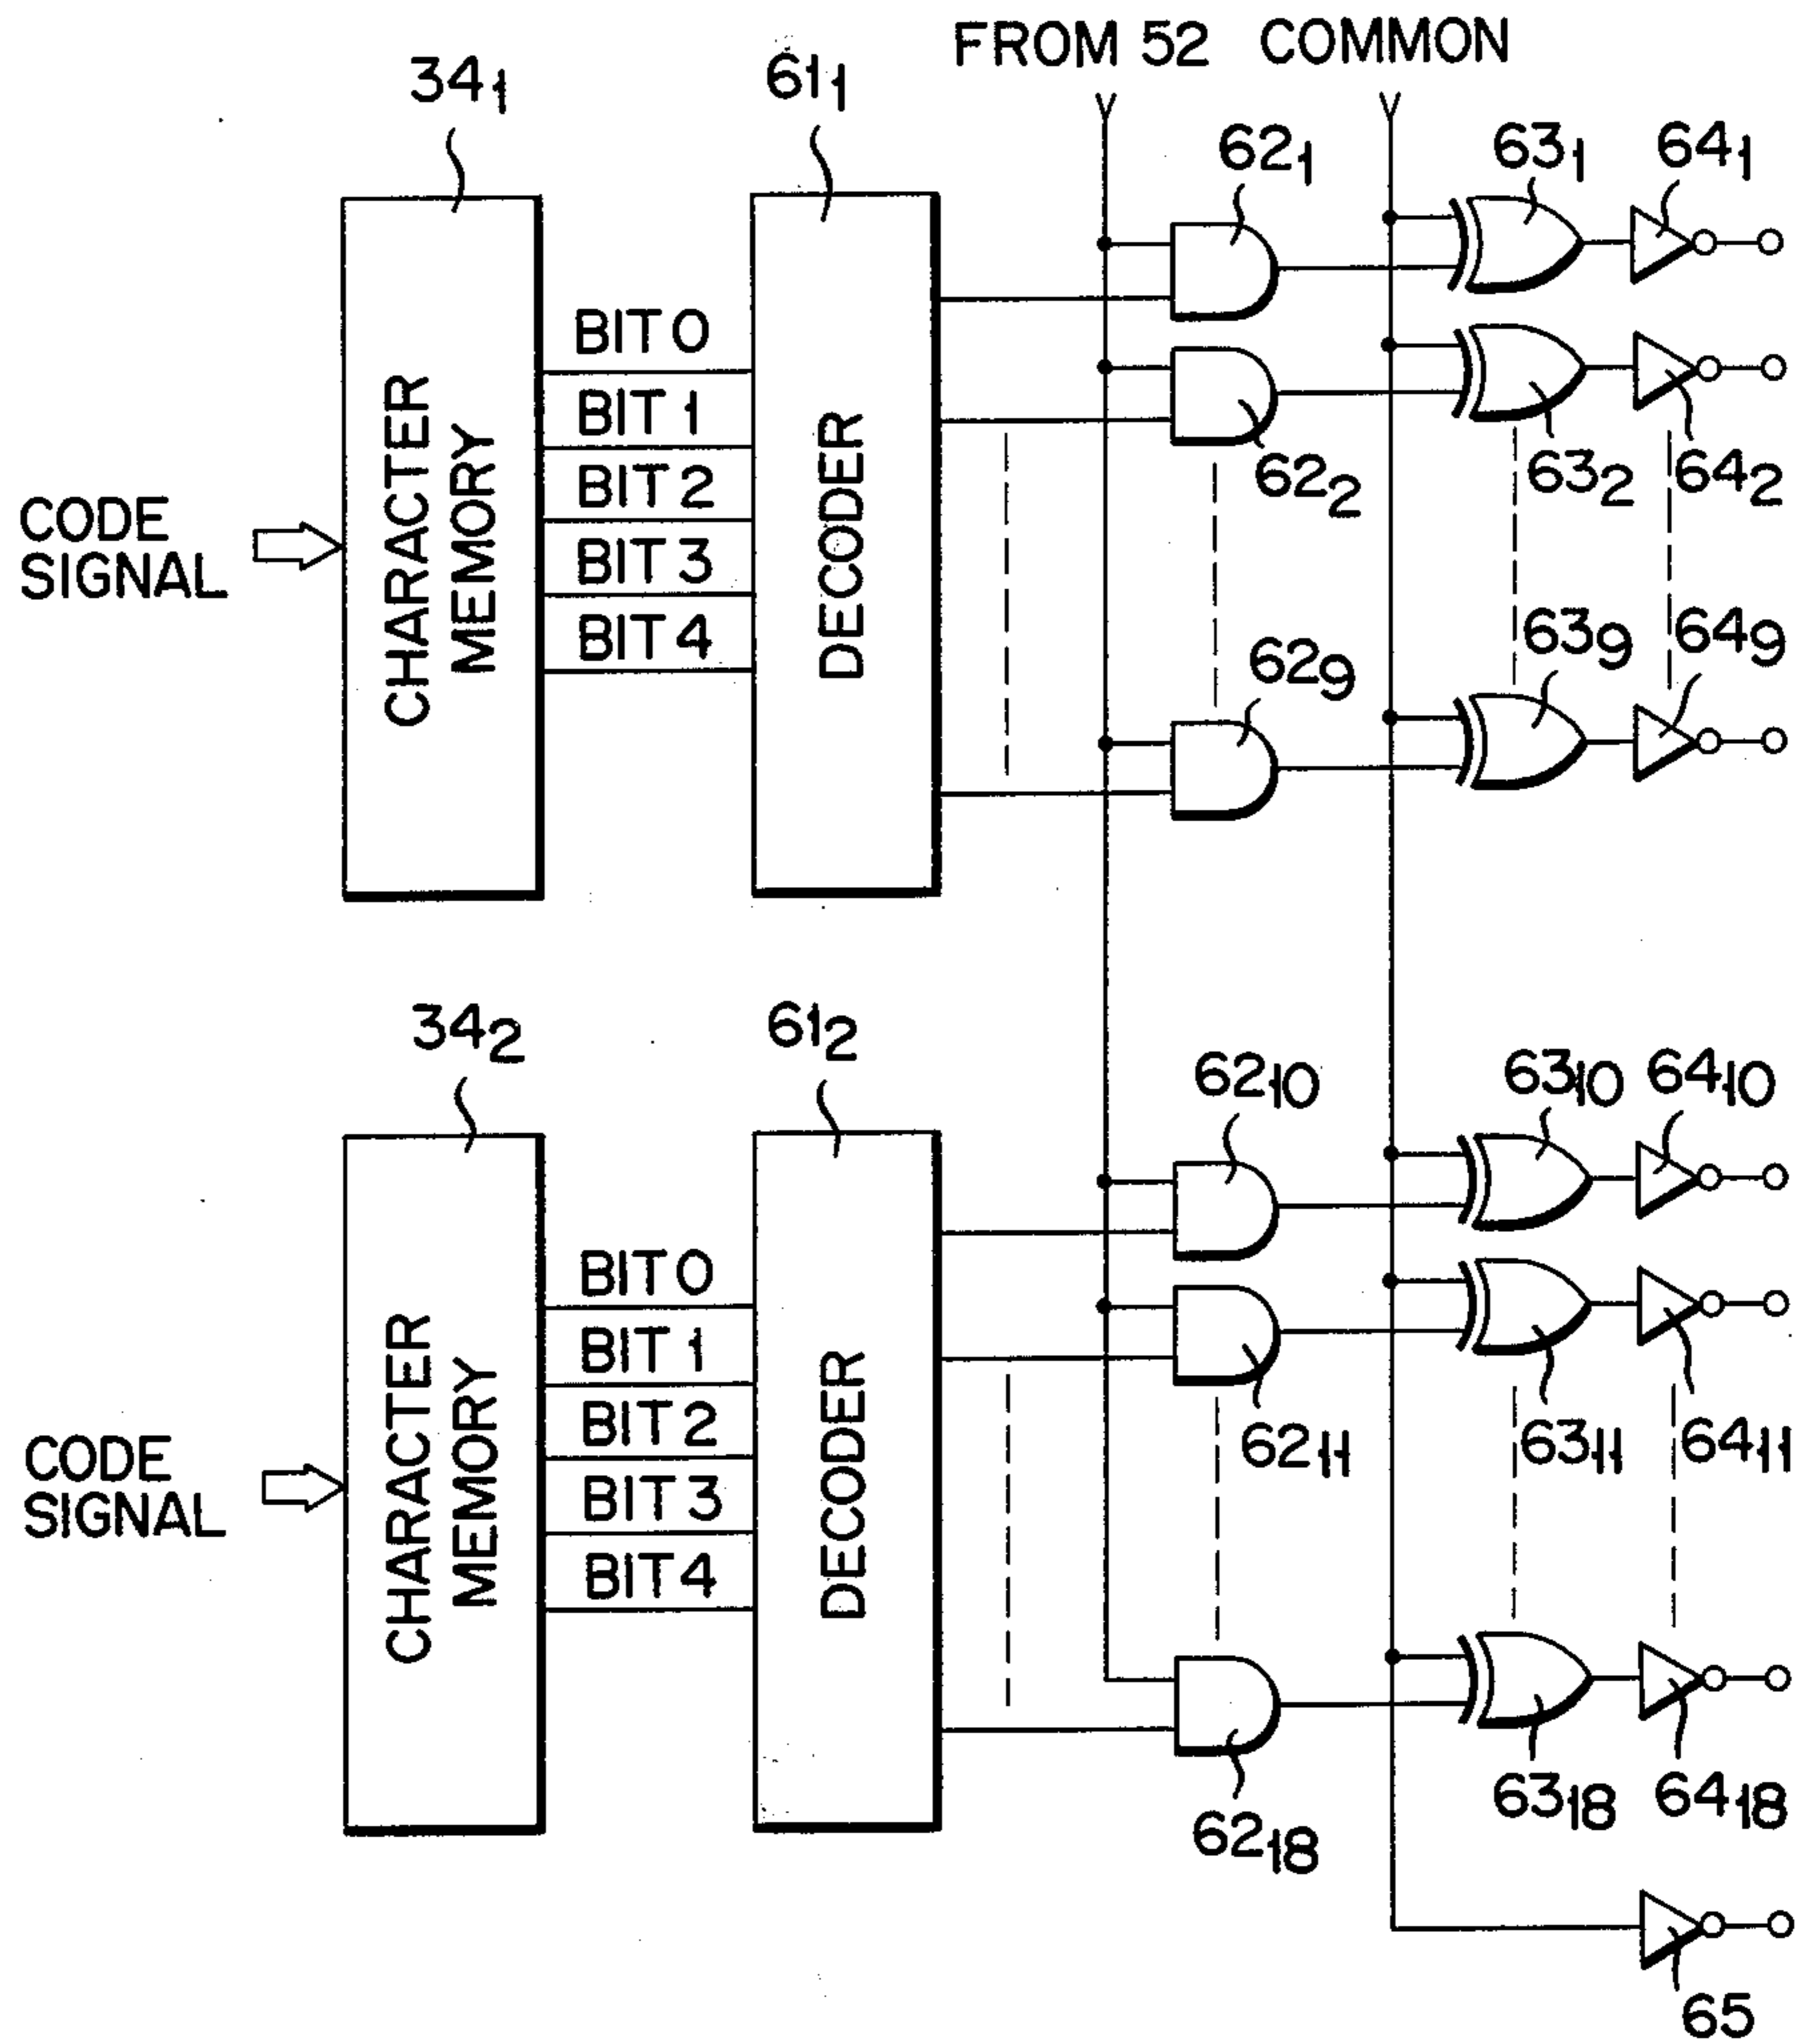 FROM 52 COMMON
34₁
61₁
62₁
63₁
64₁
BIT 0
BIT 1
BIT 2
BIT 3
BIT 4
CODE
SIGNAL
CHARACTER
MEMORY
DECODER
62₂
63₂
64₂
62₉
63₉
64₉
34₂
61₂
62₁₀
63₁₀
64₁₀
BIT 0
BIT 1
BIT 2
BIT 3
BIT 4
CODE
SIGNAL
CHARACTER
MEMORY
DECODER
62₁₁
63₁₁
64₁₁
62₁₈
63₁₈
64₁₈
65